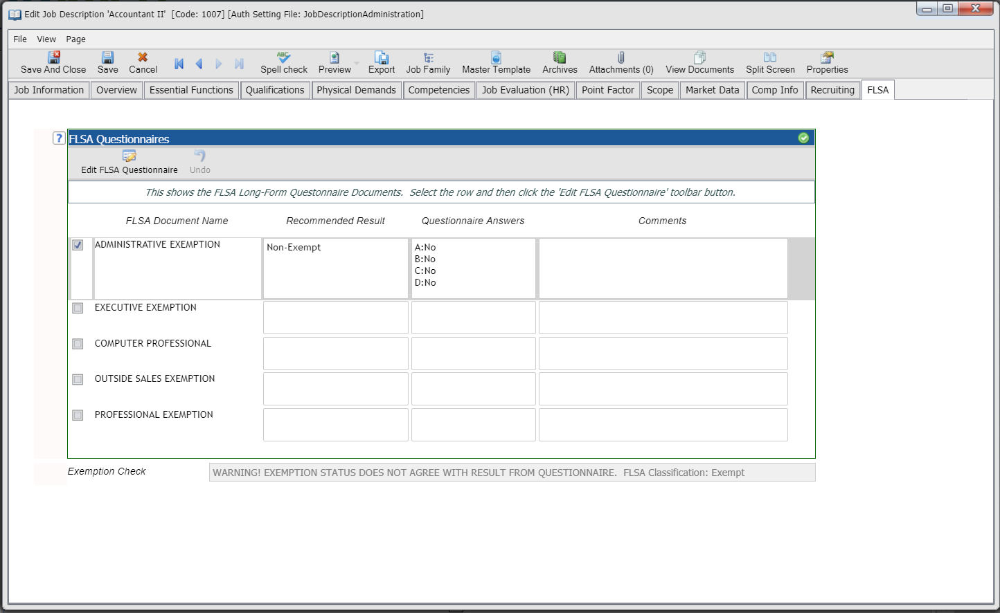 Edit Job Description 'Accountant II'  [Code: 1007] [Auth Setting File: JobDescriptionAdministration]
File View Page
Save And Close Save Cancel ABC Spell check Preview Export Job Family Master Template Archives Attachments (0) View Documents Split Screen Properties
Job Information Overview Essential Functions Qualifications Physical Demands Competencies Job Evaluation (HR) Point Factor Scope Market Data Comp Info Recruiting FLSA
? FLSA Questionnaires
Edit FLSA Questionnaire Undo
This shows the FLSA Long-Form Questonnaire Documents.  Select the row and then click the 'Edit FLSA Questionnaire' toolbar button.
FLSA Document Name Recommended Result Questionnaire Answers Comments
ADMINISTRATIVE EXEMPTION Non-Exempt A:No
B:No
C:No
D:No
EXECUTIVE EXEMPTION
COMPUTER PROFESSIONAL
OUTSIDE SALES EXEMPTION
PROFESSIONAL EXEMPTION
Exemption Check WARNING! EXEMPTION STATUS DOES NOT AGREE WITH RESULT FROM QUESTIONNAIRE.  FLSA Classification: Exempt